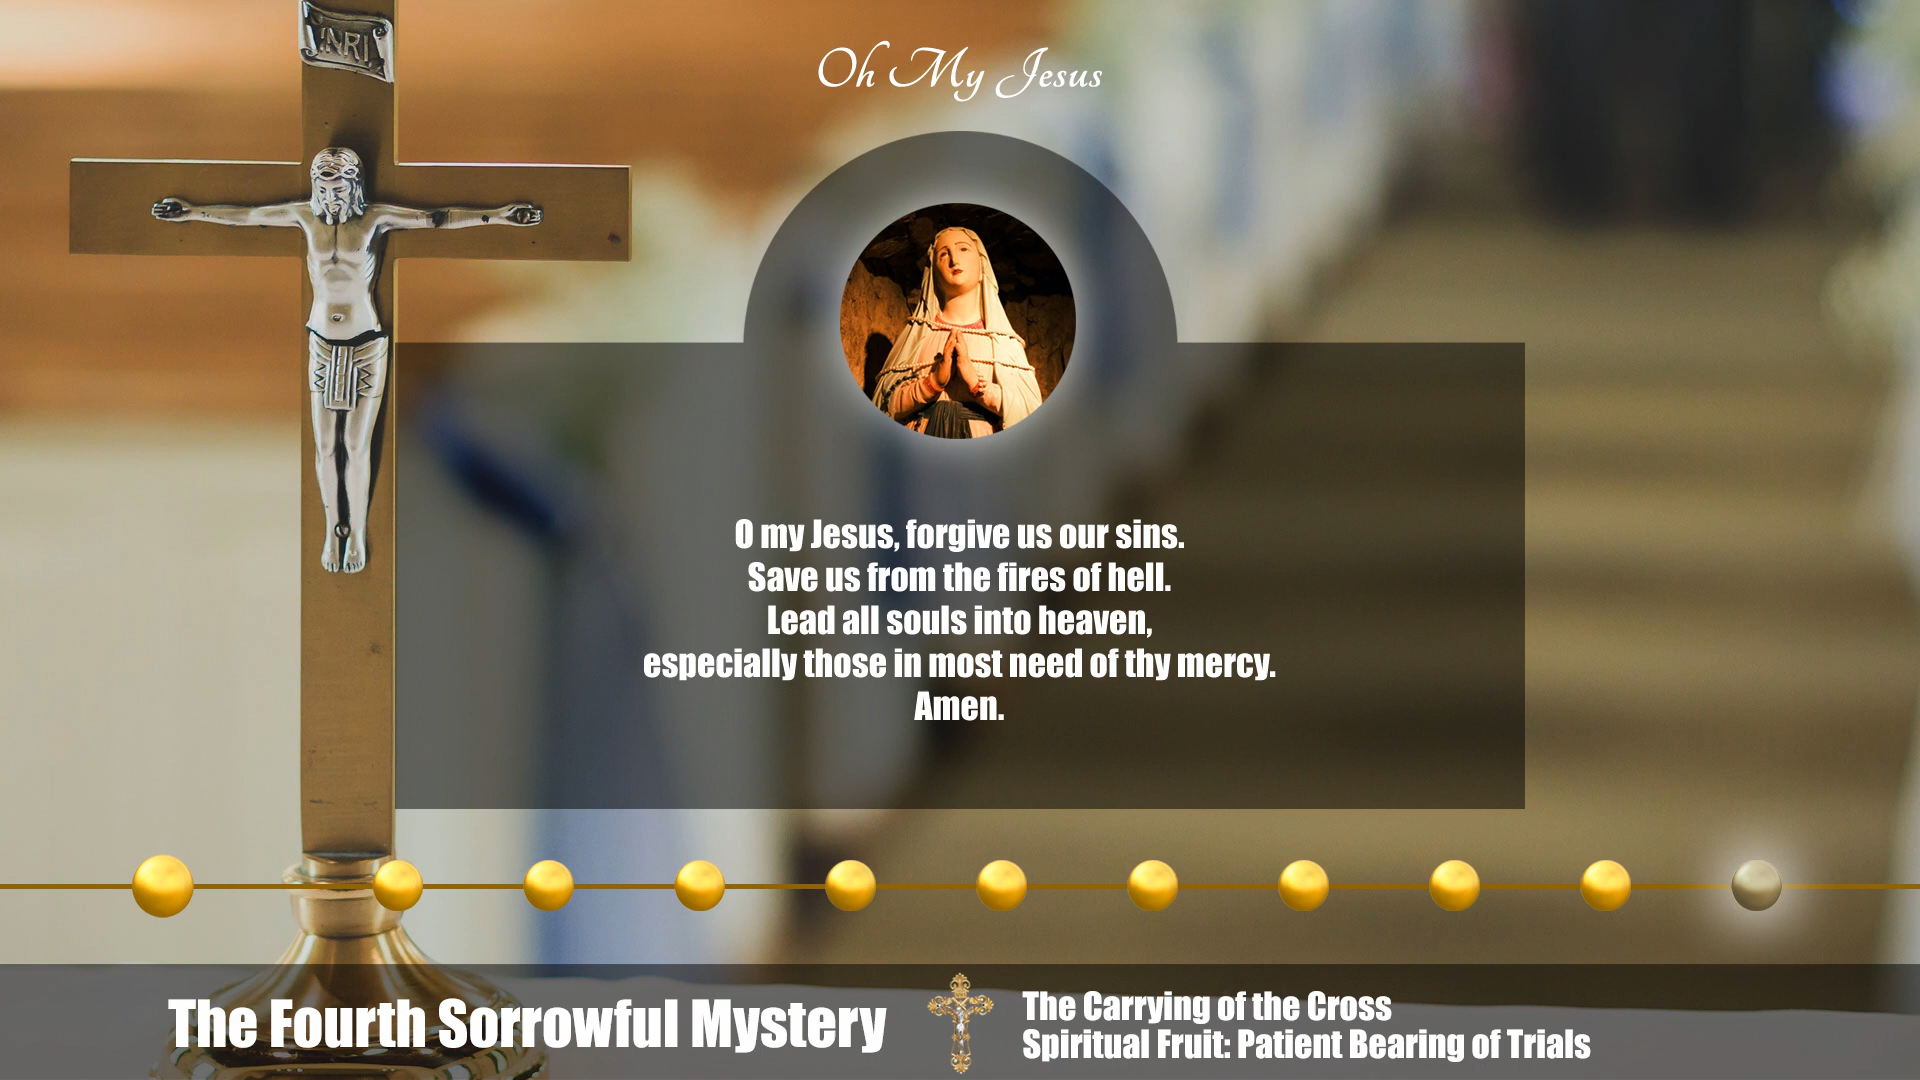 INRI
Oh My Jesus
O my Jesus, forgive us our sins.
Save us from the fires of hell.
Lead all souls into heaven,
especially those in most need of thy mercy.
Amen.
The Fourth Sorrowful Mystery
The Carrying of the Cross
Spiritual Fruit: Patient Bearing of Trials